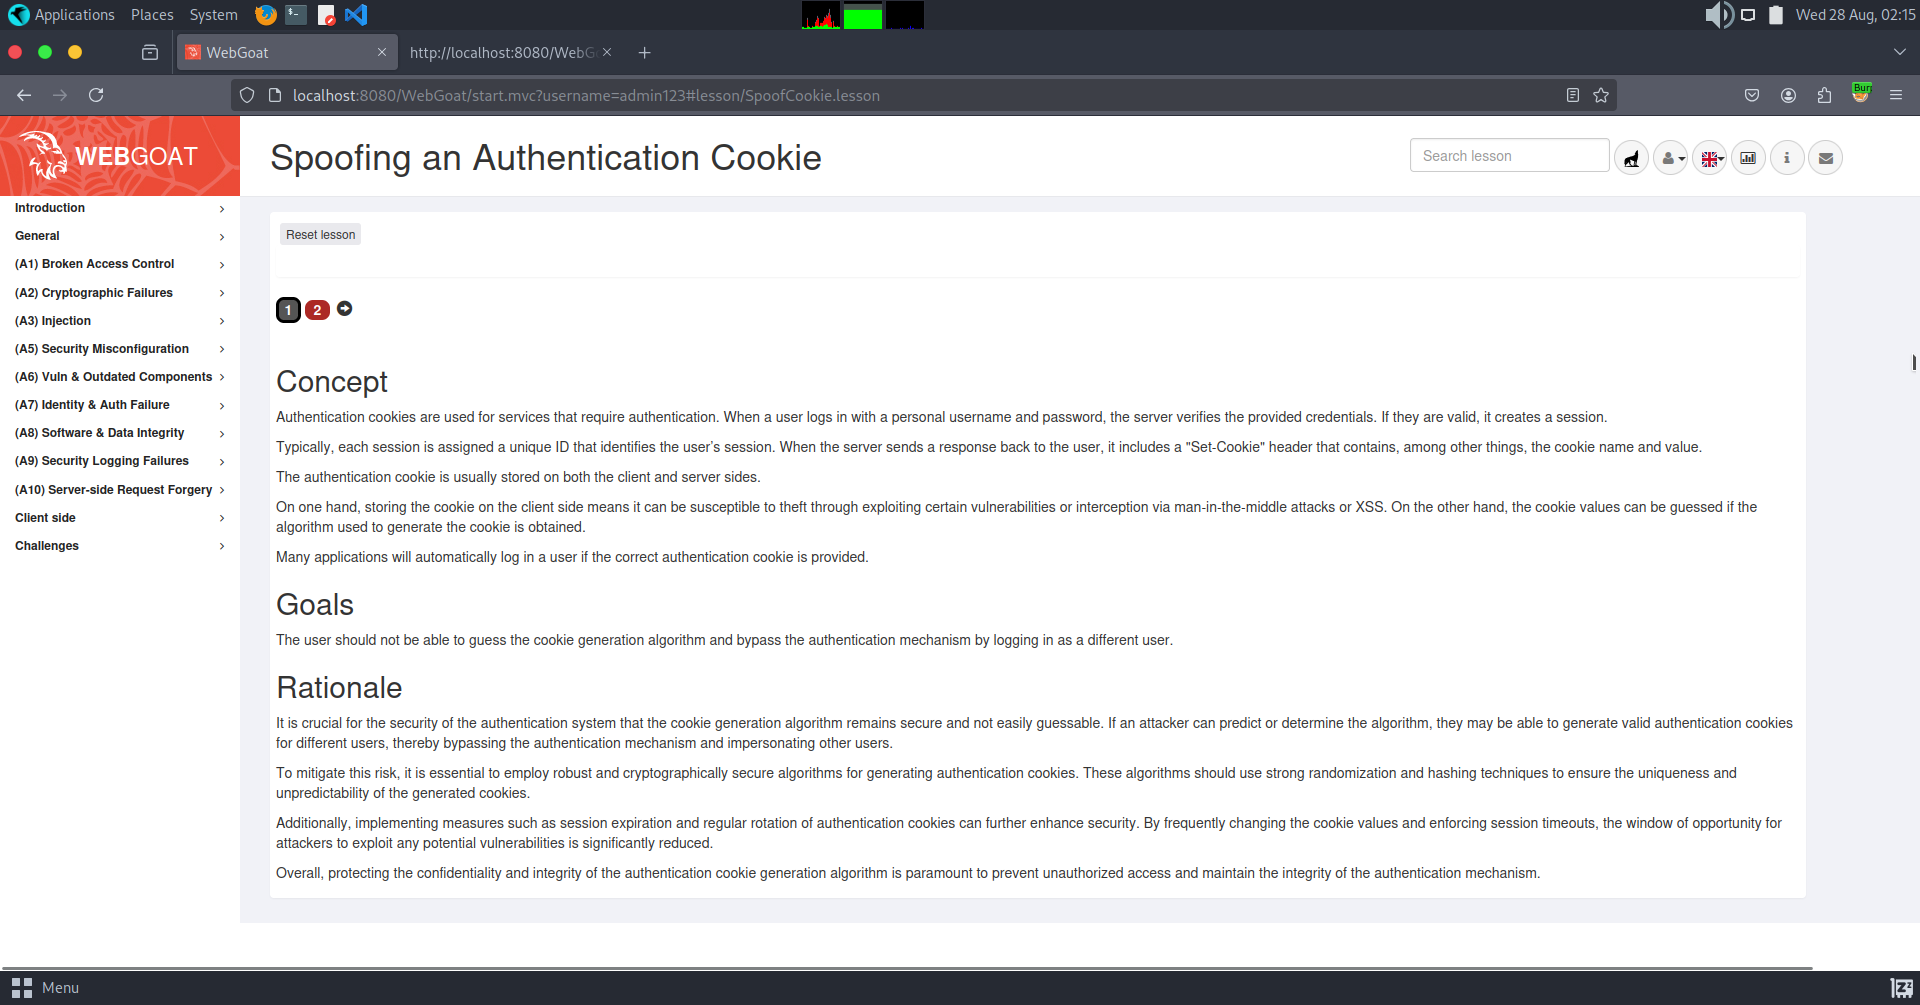 Applications Places System
Wed 28 Aug, 02:15
WebGoat
http://localhost:8080/WebG
localhost:8080/WebGoat/start.mvc?username=admin123#lesson/SpoofCookie.lesson
WEBGOAT
Spoofing an Authentication Cookie
Search lesson
Introduction
General
(A1) Broken Access Control
(A2) Cryptographic Failures
(A3) Injection
(A5) Security Misconfiguration
(A6) Vuln & Outdated Components
(A7) Identity & Auth Failure
(A8) Software & Data Integrity
(A9) Security Logging Failures
(A10) Server-side Request Forgery
Client side
Challenges
Reset lesson
1 2
Concept
Authentication cookies are used for services that require authentication. When a user logs in with a personal username and password, the server verifies the provided credentials. If they are valid, it creates a session.
Typically, each session is assigned a unique ID that identifies the user’s session. When the server sends a response back to the user, it includes a "Set-Cookie" header that contains, among other things, the cookie name and value.
The authentication cookie is usually stored on both the client and server sides.
On one hand, storing the cookie on the client side means it can be susceptible to theft through exploiting certain vulnerabilities or interception via man-in-the-middle attacks or XSS. On the other hand, the cookie values can be guessed if the
algorithm used to generate the cookie is obtained.
Many applications will automatically log in a user if the correct authentication cookie is provided.
Goals
The user should not be able to guess the cookie generation algorithm and bypass the authentication mechanism by logging in as a different user.
Rationale
It is crucial for the security of the authentication system that the cookie generation algorithm remains secure and not easily guessable. If an attacker can predict or determine the algorithm, they may be able to generate valid authentication cookies
for different users, thereby bypassing the authentication mechanism and impersonating other users.
To mitigate this risk, it is essential to employ robust and cryptographically secure algorithms for generating authentication cookies. These algorithms should use strong randomization and hashing techniques to ensure the uniqueness and
unpredictability of the generated cookies.
Additionally, implementing measures such as session expiration and regular rotation of authentication cookies can further enhance security. By frequently changing the cookie values and enforcing session timeouts, the window of opportunity for
attackers to exploit any potential vulnerabilities is significantly reduced.
Overall, protecting the confidentiality and integrity of the authentication cookie generation algorithm is paramount to prevent unauthorized access and maintain the integrity of the authentication mechanism.
Menu